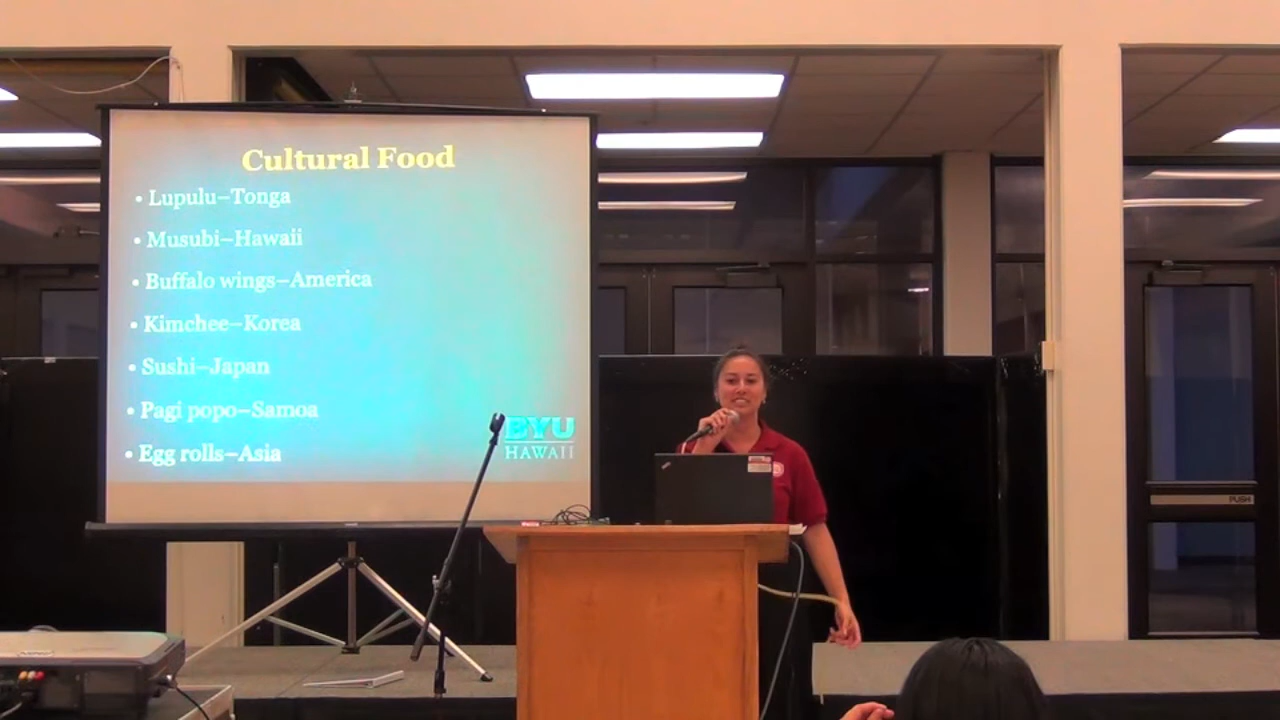 Cultural Food
• Lupulu–Tonga
• Musubi–Hawaii
• Buffalo wings–America
• Kimchee–Korea
• Sushi–Japan
• Pagi popo–Samoa
• Egg rolls–Asia
BYU
HAWAII
PUSH